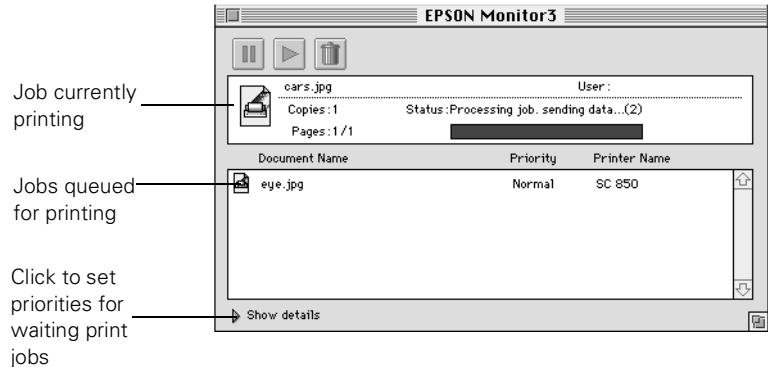 EPSON Monitor3
cars.jpg User:
Copies:1 Status:Processing job. sending data...(2)
Pages:1/1
Job currently
printing
Document Name Priority Printer Name
eye.jpg Normal SC 850
Jobs queued
for printing
Click to set
priorities for
waiting print
jobs
Show details